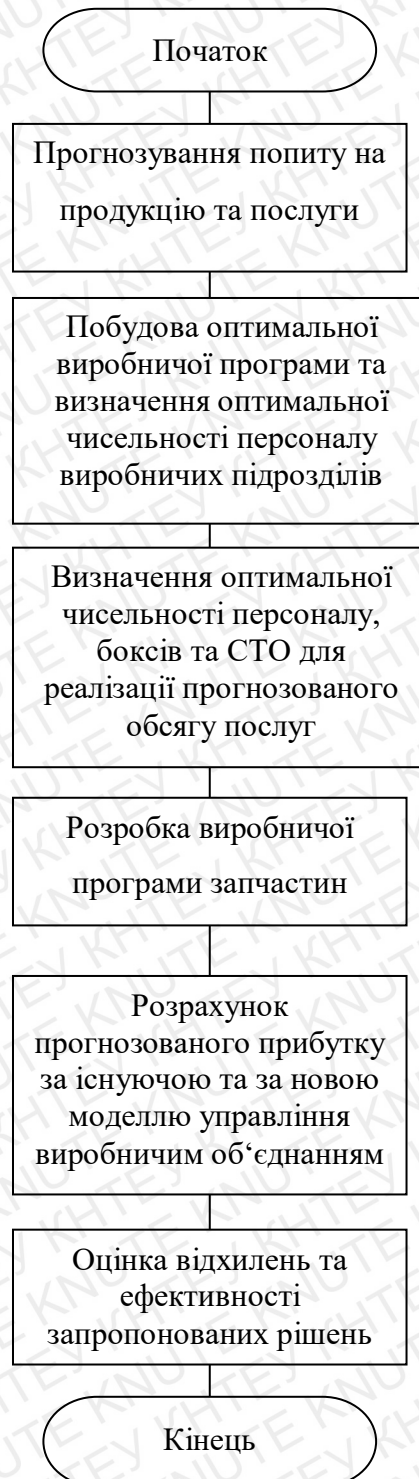 Початок
Прогнозування попиту на
продукцію та послуги
Побудова оптимальної
виробничої програми та
визначення оптимальної
чисельності персоналу
виробничих підрозділів
Визначення оптимальної
чисельності персоналу,
боксів та СТО для
реалізації прогнозованого
обсягу послуг
Розробка виробничої
програми запчастин
Розрахунок
прогнозованого прибутку
за існуючою та за новою
моделлю управління
виробничим об‘єднанням
Оцінка відхилень та
ефективності
запропонованих рішень
Кінець